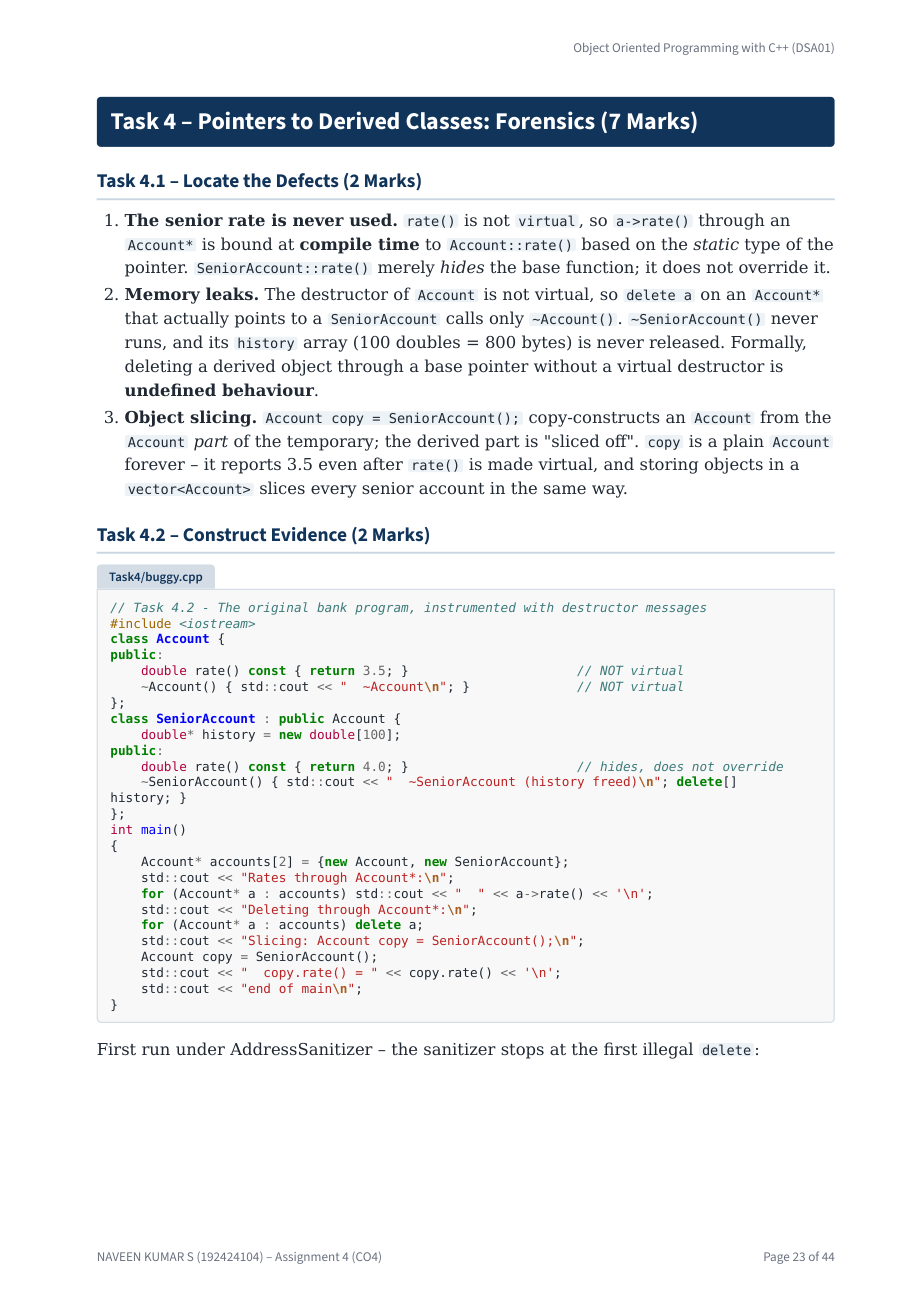 Object Oriented Programming with C++ (DSA01)
Task 4 – Pointers to Derived Classes: Forensics (7 Marks)
Task 4.1 – Locate the Defects (2 Marks)
1. The senior rate is never used. rate() is not virtual, so a->rate() through an
Account* is bound at compile time to Account::rate() based on the static type of the
pointer. SeniorAccount::rate() merely hides the base function; it does not override it.
2. Memory leaks. The destructor of Account is not virtual, so delete a on an Account*
that actually points to a SeniorAccount calls only ~Account(). ~SeniorAccount() never
runs, and its history array (100 doubles = 800 bytes) is never released. Formally,
deleting a derived object through a base pointer without a virtual destructor is
undefined behaviour.
3. Object slicing. Account copy = SeniorAccount(); copy-constructs an Account from the
Account part of the temporary; the derived part is "sliced off". copy is a plain Account
forever – it reports 3.5 even after rate() is made virtual, and storing objects in a
vector<Account> slices every senior account in the same way.
Task 4.2 – Construct Evidence (2 Marks)
Task4/buggy.cpp
// Task 4.2 - The original bank program, instrumented with destructor messages
#include <iostream>
class Account {
public:
    double rate() const { return 3.5; }                      // NOT virtual
    ~Account() { std::cout << "  ~Account\n"; }              // NOT virtual
};
class SeniorAccount : public Account {
    double* history = new double[100];
public:
    double rate() const { return 4.0; }                      // hides, does not override
    ~SeniorAccount() { std::cout << "  ~SeniorAccount (history freed)\n"; delete[]
history; }
};
int main()
{
    Account* accounts[2] = {new Account, new SeniorAccount};
    std::cout << "Rates through Account*:\n";
    for (Account* a : accounts) std::cout << "  " << a->rate() << '\n';
    std::cout << "Deleting through Account*:\n";
    for (Account* a : accounts) delete a;
    std::cout << "Slicing: Account copy = SeniorAccount();\n";
    Account copy = SeniorAccount();
    std::cout << "  copy.rate() = " << copy.rate() << '\n';
    std::cout << "end of main\n";
}
First run under AddressSanitizer – the sanitizer stops at the first illegal delete:
NAVEEN KUMAR S (192424104) – Assignment 4 (CO4)
Page 23 of 44